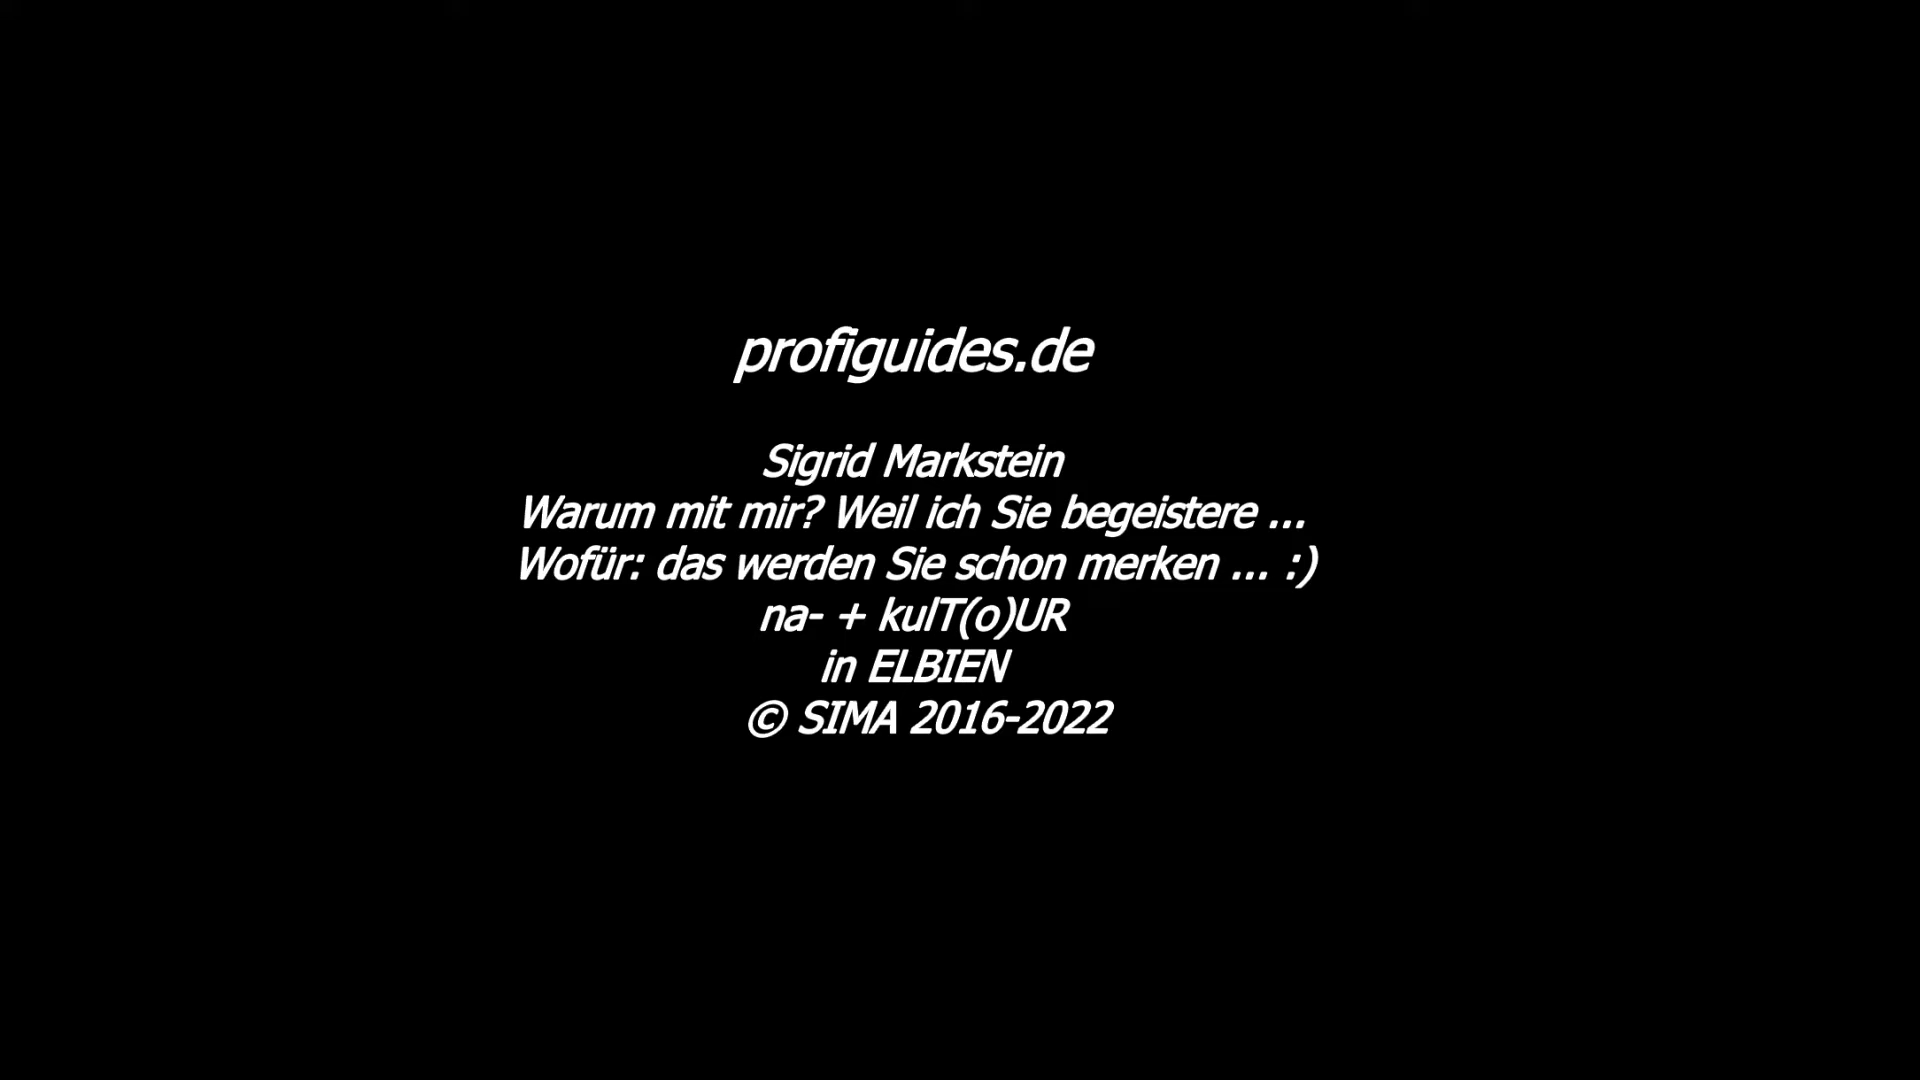 profiguides.de
Sigrid Markstein
Warum mit mir? Weil ich Sie begeistere ...
Wofür: das werden Sie schon merken ... :)
na- + kulT(o)UR
in ELBIEN
© SIMA 2016-2022